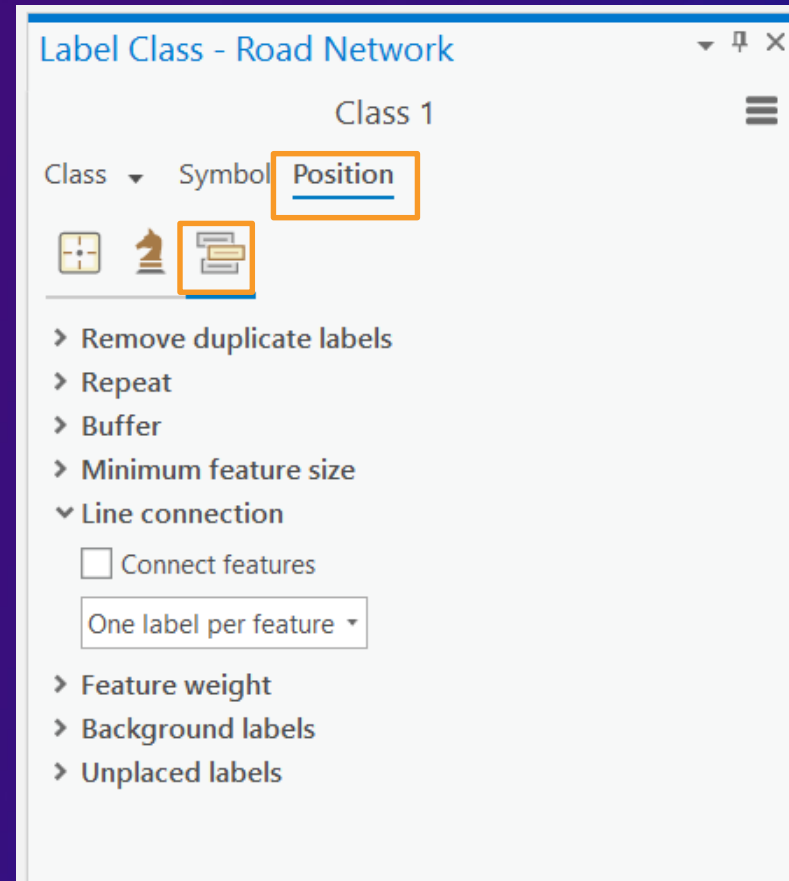 Label Class - Road Network
Class 1
Class Symbol Position
Remove duplicate labels
Repeat
Buffer
Minimum feature size
Line connection
Connect features
One label per feature
Feature weight
Background labels
Unplaced labels